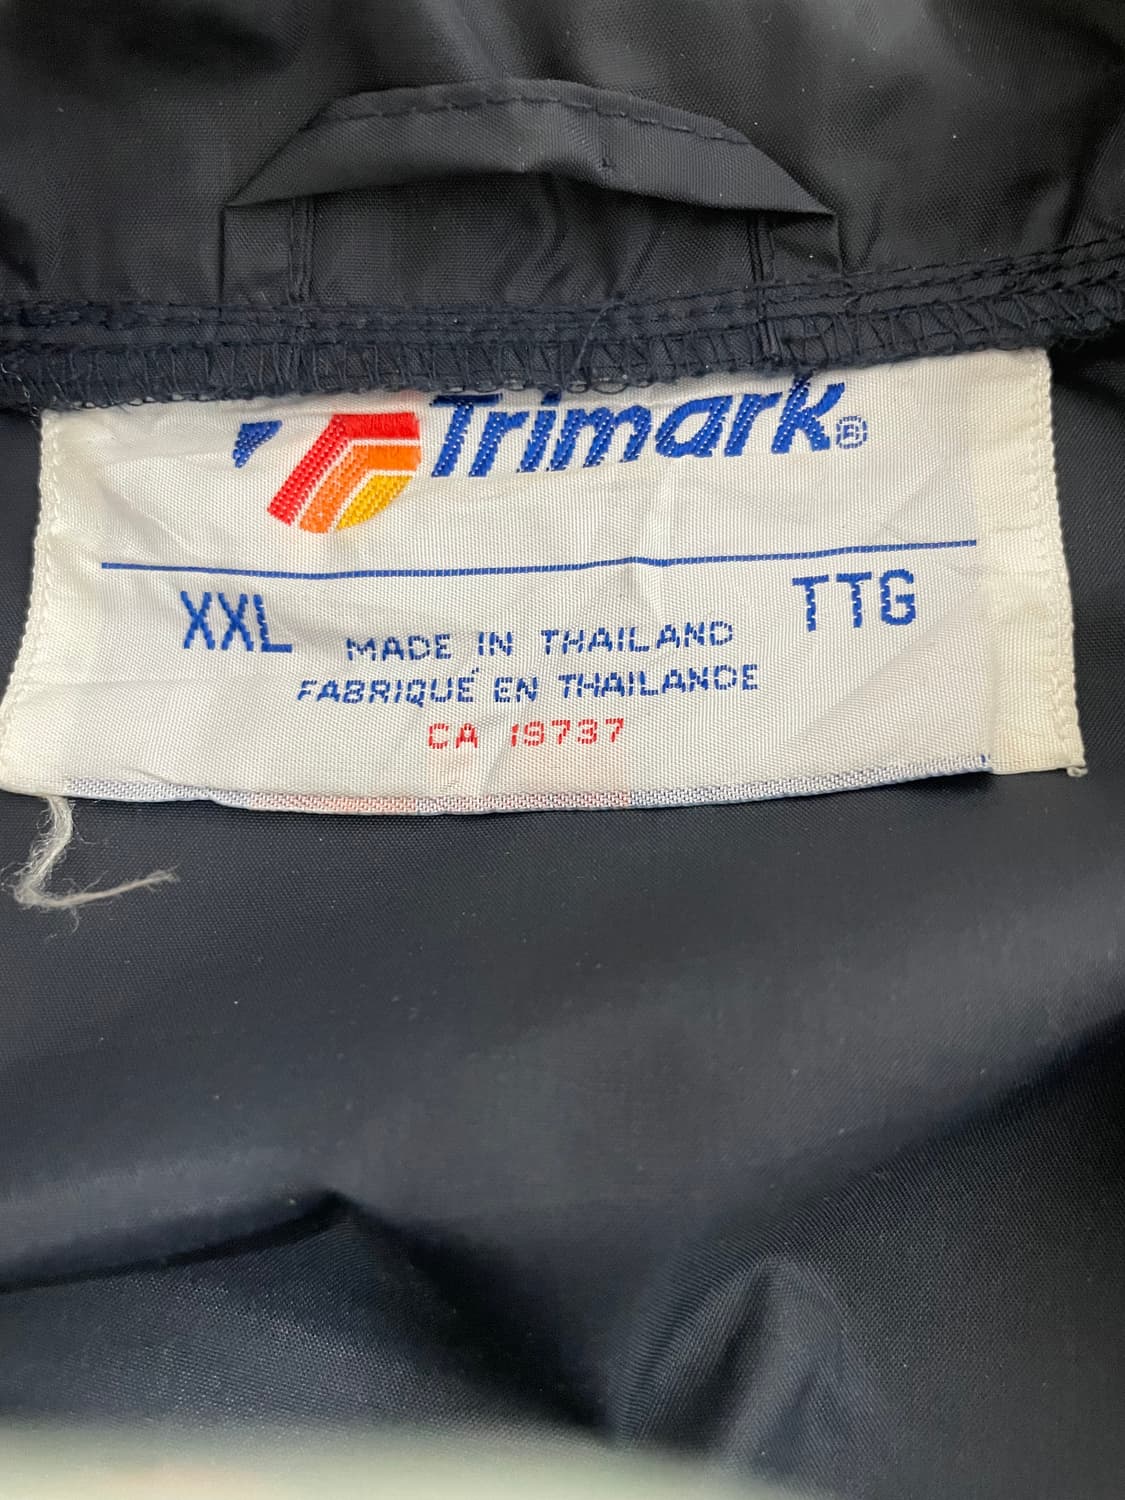 Trimark®
XXL TTG
MADE IN THAILAND
FABRIQUÉ EN THAILANDE
CA 19737